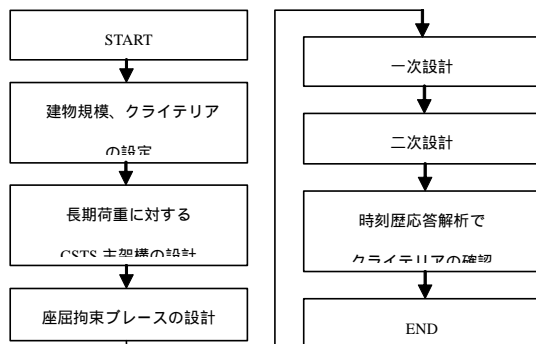 START
建物規模、クライテリア
の設定
長期荷重に対する
CSTS 主架構の設計
座屈拘束ブレースの設計
一次設計
二次設計
時刻歴応答解析で
クライテリアの確認
END